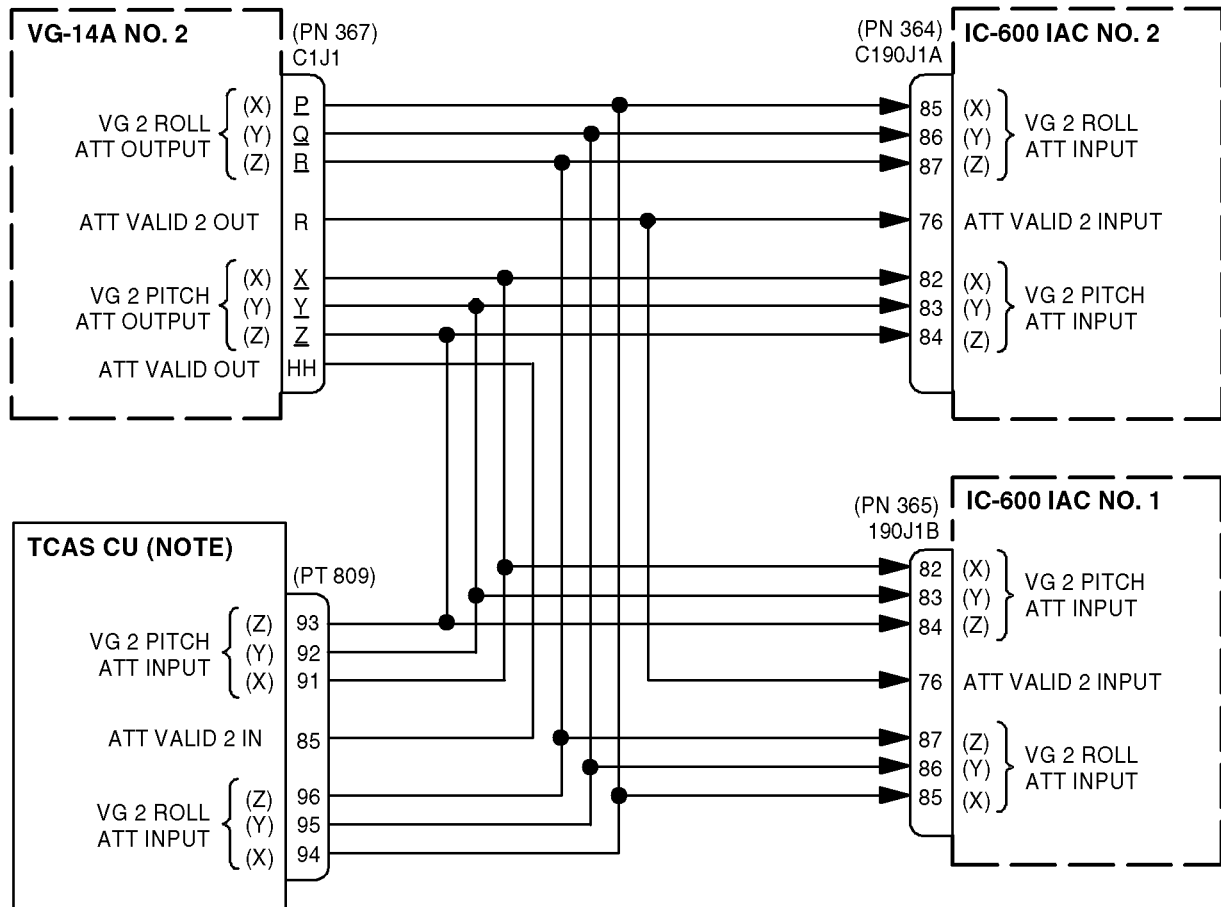 VG-14A NO. 2
(PN 367)
C1J1
VG 2 ROLL
ATT OUTPUT
(X) P
(Y) Q
(Z) R
ATT VALID 2 OUT R
VG 2 PITCH
ATT OUTPUT
(X) X
(Y) Y
(Z) Z
ATT VALID OUT HH
(PN 364)
C190J1A
IC-600 IAC NO. 2
85 (X)
86 (Y)
87 (Z)
VG 2 ROLL
ATT INPUT
76 ATT VALID 2 INPUT
82 (X)
83 (Y)
84 (Z)
VG 2 PITCH
ATT INPUT
TCAS CU (NOTE)
(PT 809)
VG 2 PITCH
ATT INPUT
(Z) 93
(Y) 92
(X) 91
ATT VALID 2 IN 85
VG 2 ROLL
ATT INPUT
(Z) 96
(Y) 95
(X) 94
(PN 365)
190J1B
IC-600 IAC NO. 1
82 (X)
83 (Y)
84 (Z)
VG 2 PITCH
ATT INPUT
76 ATT VALID 2 INPUT
87 (Z)
86 (Y)
85 (X)
VG 2 ROLL
ATT INPUT